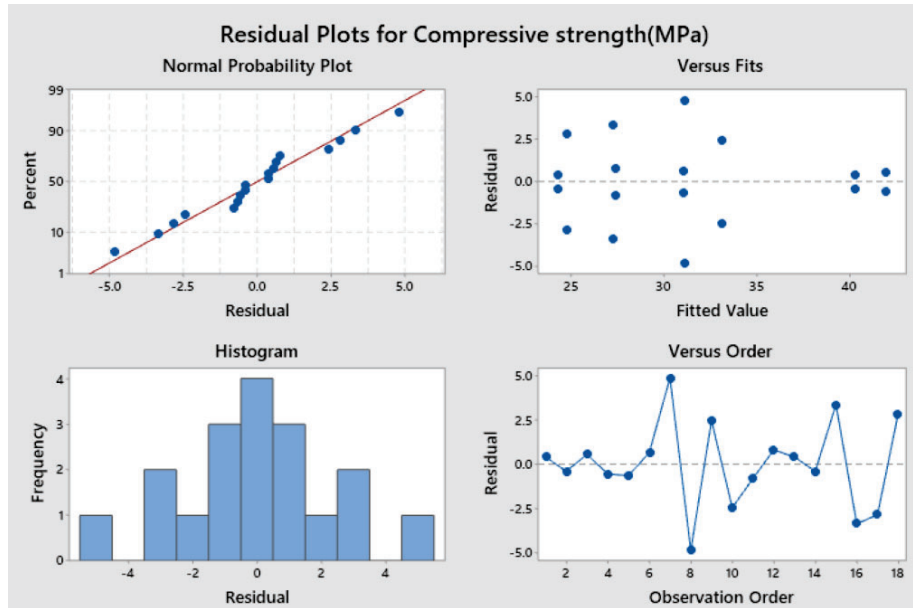 Residual Plots for Compressive strength(MPa)
Normal Probability Plot
99
90
50
10
1
Percent
-5.0 -2.5 0.0 2.5 5.0
Residual
Versus Fits
5.0
2.5
0.0
-2.5
-5.0
Residual
25 30 35 40
Fitted Value
Histogram
4
3
2
1
0
Frequency
-4 -2 0 2 4
Residual
Versus Order
5.0
2.5
0.0
-2.5
-5.0
Residual
2 4 6 8 10 12 14 16 18
Observation Order